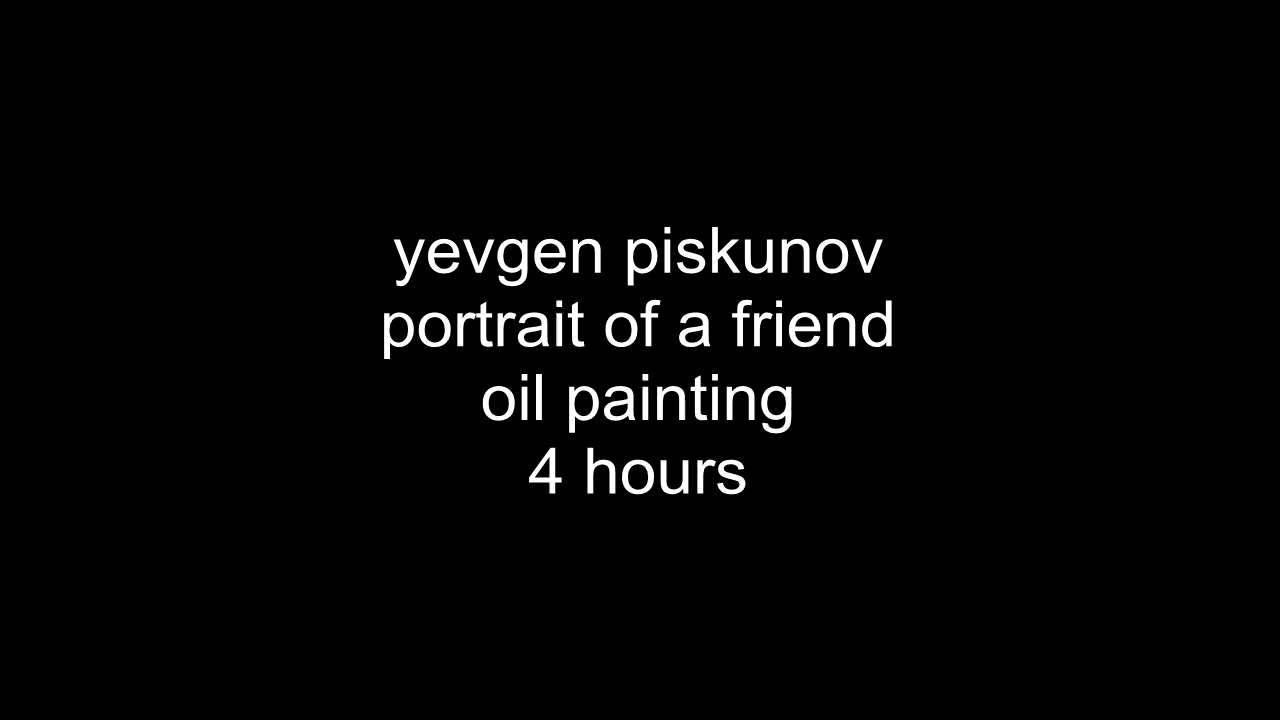 yevgen piskunov
portrait of a friend
oil painting
4 hours